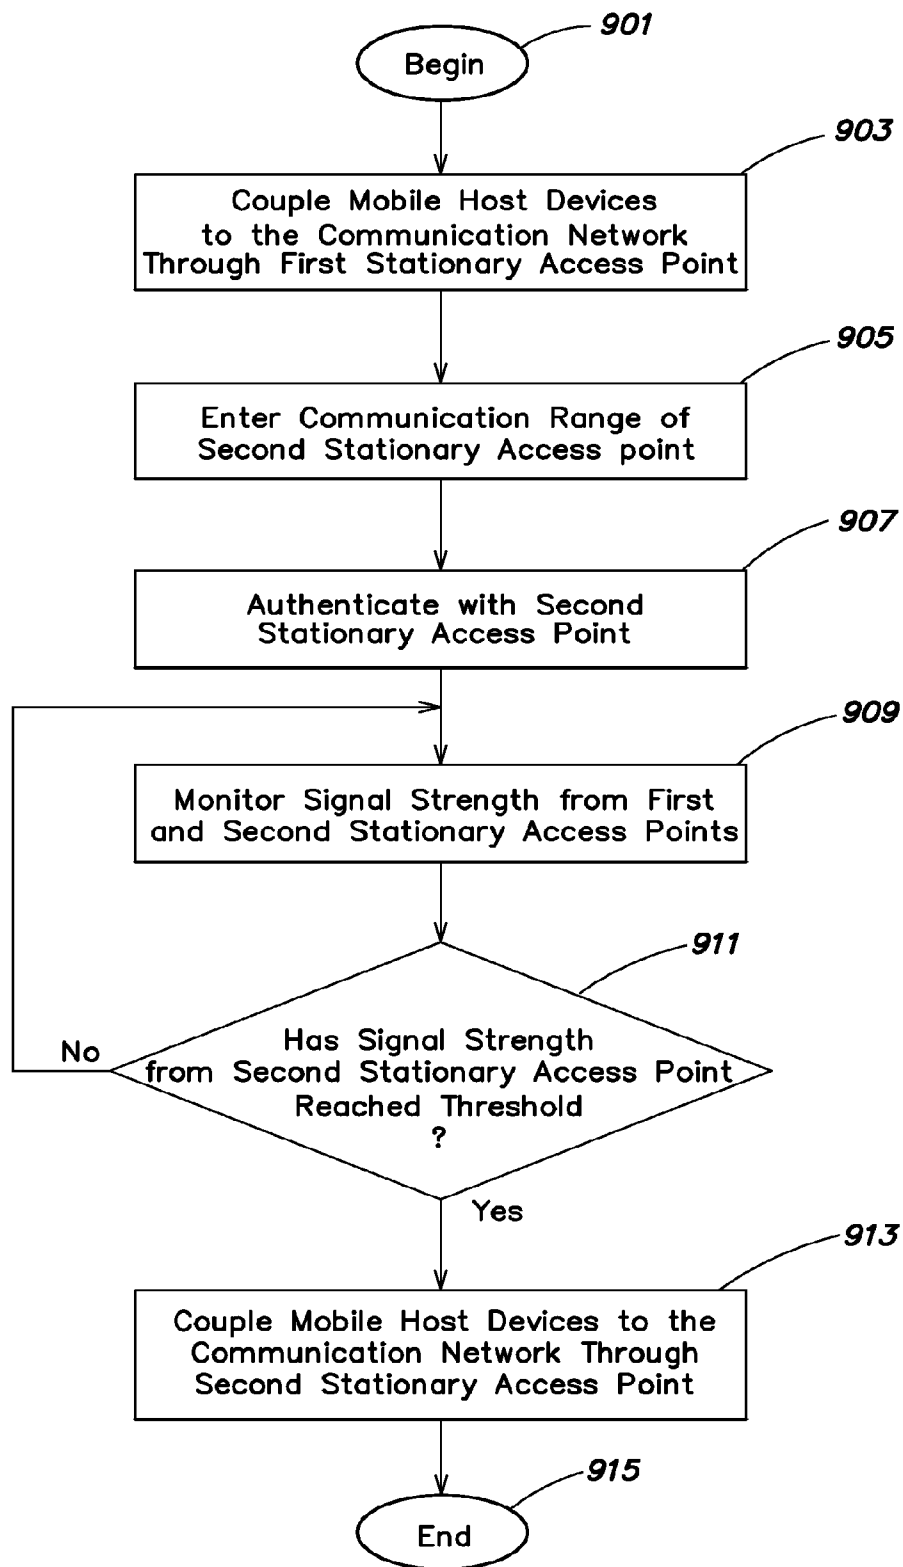 901
Begin
903
Couple Mobile Host Devices
to the Communication Network
Through First Stationary Access Point
905
Enter Communication Range of
Second Stationary Access point
907
Authenticate with Second
Stationary Access Point
909
Monitor Signal Strength from First
and Second Stationary Access Points
911
Has Signal Strength
from Second Stationary Access Point
Reached Threshold
?
No
Yes
913
Couple Mobile Host Devices to the
Communication Network Through
Second Stationary Access Point
915
End